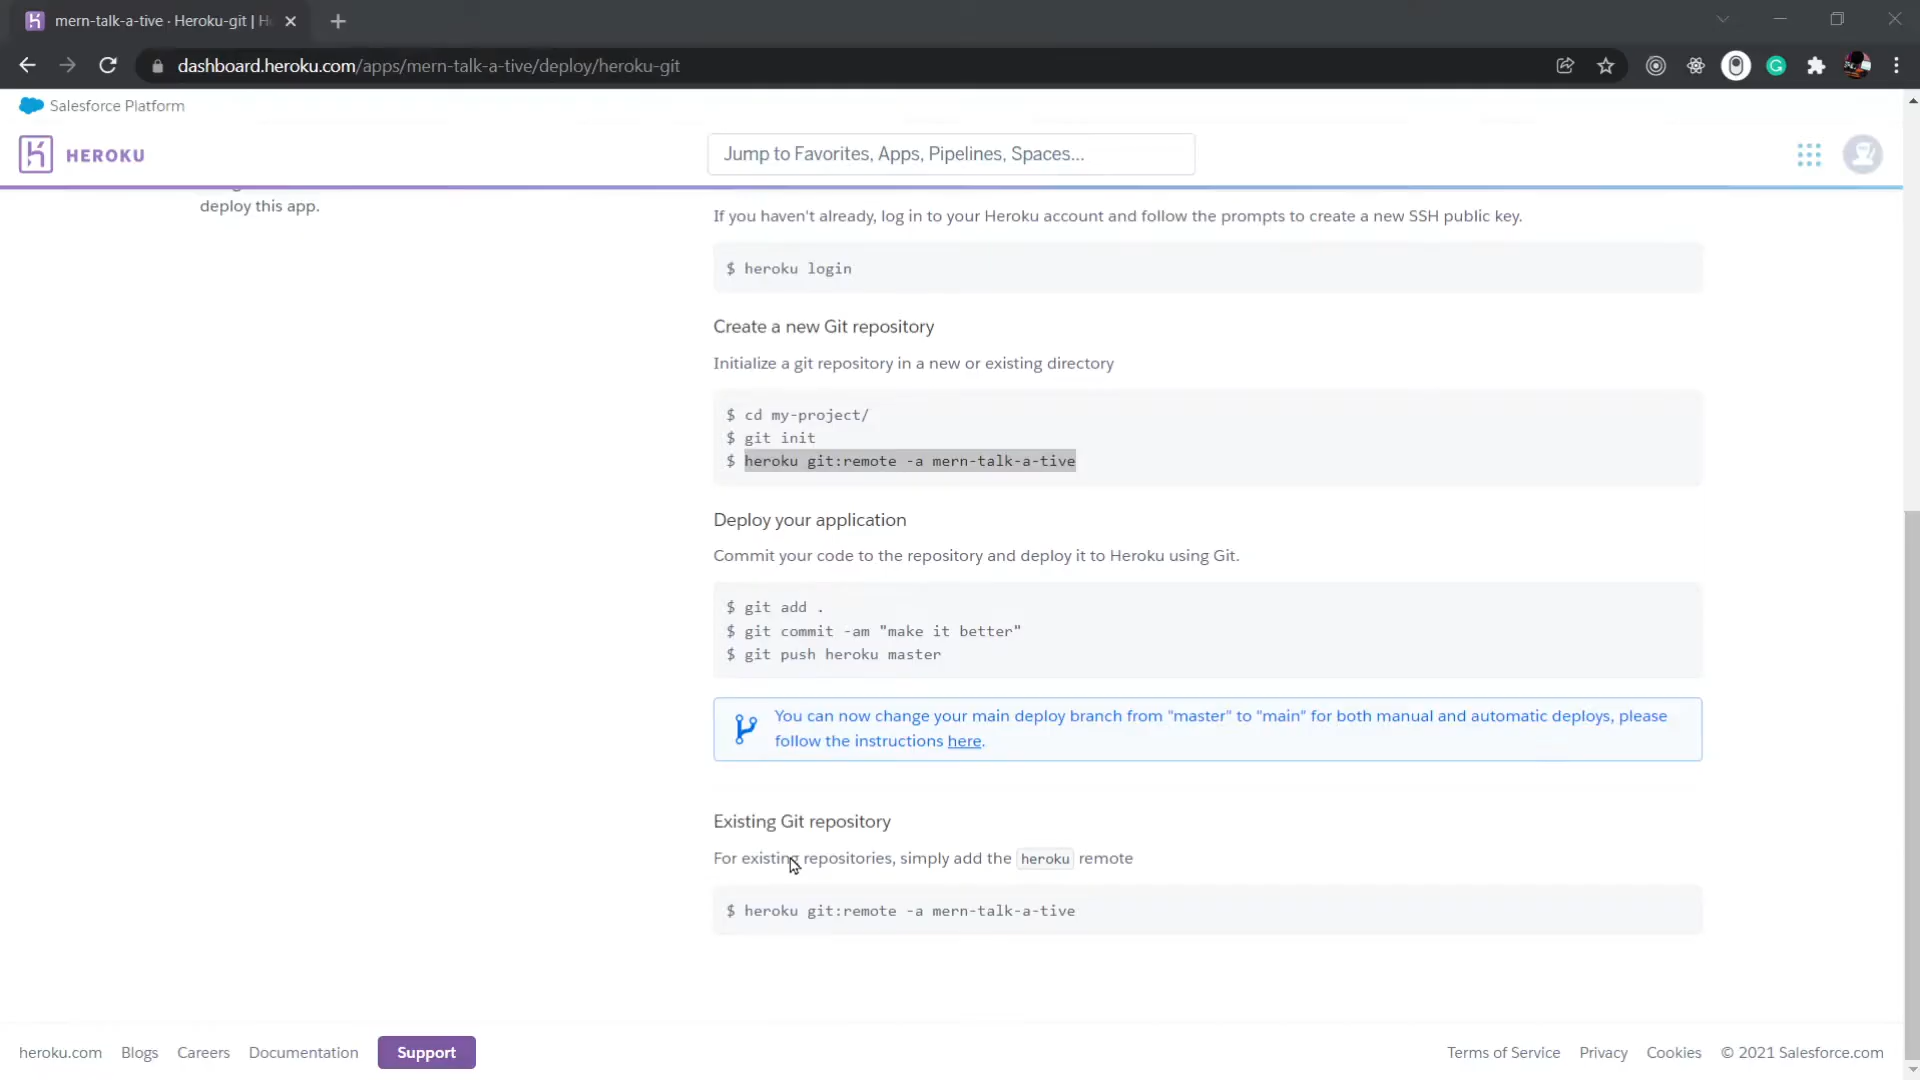 mern-talk-a-tive · Heroku-git | H
dashboard.heroku.com/apps/mern-talk-a-tive/deploy/heroku-git
Salesforce Platform
HEROKU
Jump to Favorites, Apps, Pipelines, Spaces...
deploy this app.
If you haven't already, log in to your Heroku account and follow the prompts to create a new SSH public key.
$ heroku login
Create a new Git repository
Initialize a git repository in a new or existing directory
$ cd my-project/
$ git init
$ heroku git:remote -a mern-talk-a-tive
Deploy your application
Commit your code to the repository and deploy it to Heroku using Git.
$ git add .
$ git commit -am "make it better"
$ git push heroku master
You can now change your main deploy branch from "master" to "main" for both manual and automatic deploys, please
follow the instructions here.
Existing Git repository
For existing repositories, simply add the heroku remote
$ heroku git:remote -a mern-talk-a-tive
heroku.com Blogs Careers Documentation Support Terms of Service Privacy Cookies © 2021 Salesforce.com